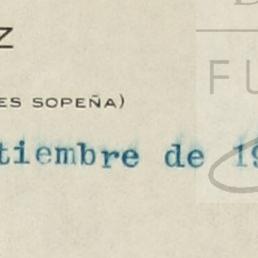 Z
ES SOPEÑA)
tiembre de 19
FU